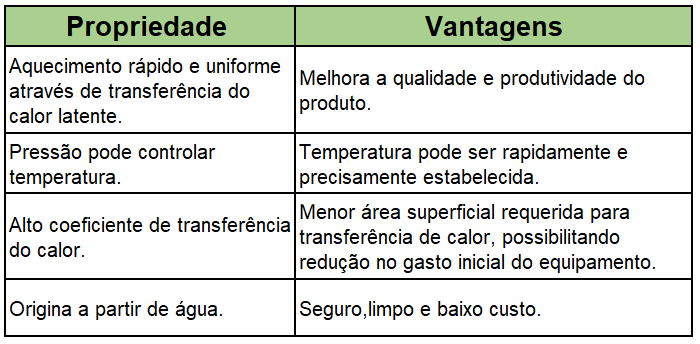 Propriedade
Vantagens
Aquecimento rápido e uniforme
através de transferência do
calor latente.
Melhora a qualidade e produtividade do
produto.
Pressão pode controlar
temperatura.
Temperatura pode ser rapidamente e
precisamente estabelecida.
Alto coeficiente de transferência
do calor.
Menor área superficial requerida para
transferência de calor, possibilitando
redução no gasto inicial do equipamento.
Origina a partir de água.
Seguro,limpo e baixo custo.